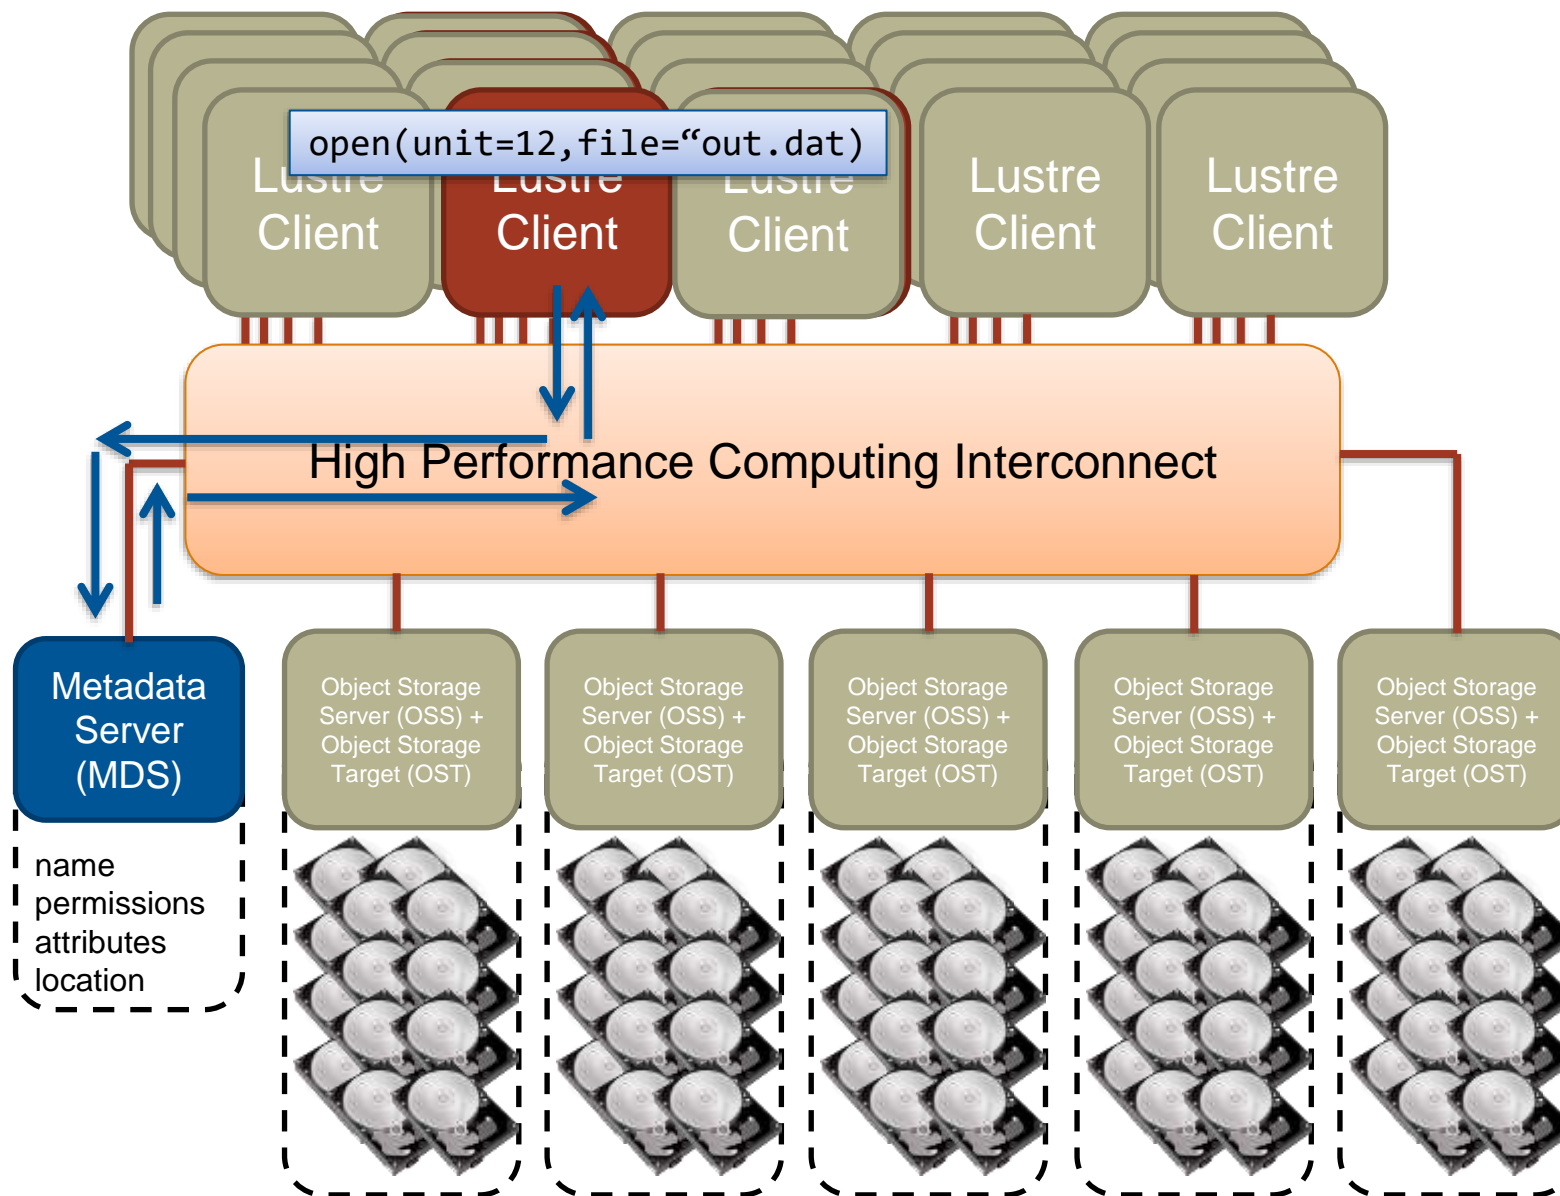 open(unit=12,file=“out.dat)
Lustre
Client
Lustre
Client
Lustre
Client
Lustre
Client
Lustre
Client
High Performance Computing Interconnect
Metadata
Server
(MDS)
name
permissions
attributes
location
Object Storage
Server (OSS) +
Object Storage
Target (OST)
Object Storage
Server (OSS) +
Object Storage
Target (OST)
Object Storage
Server (OSS) +
Object Storage
Target (OST)
Object Storage
Server (OSS) +
Object Storage
Target (OST)
Object Storage
Server (OSS) +
Object Storage
Target (OST)